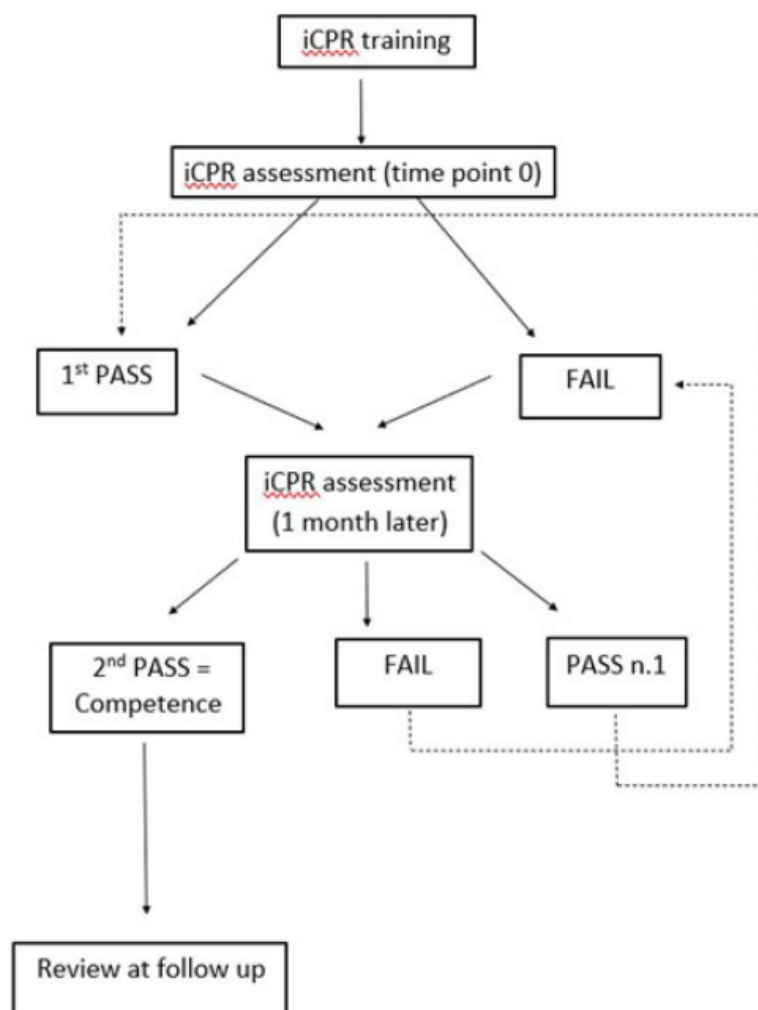 iCPR training
iCPR assessment (time point 0)
1st PASS
FAIL
iCPR assessment
(1 month later)
2nd PASS =
Competence
FAIL
PASS n.1
Review at follow up